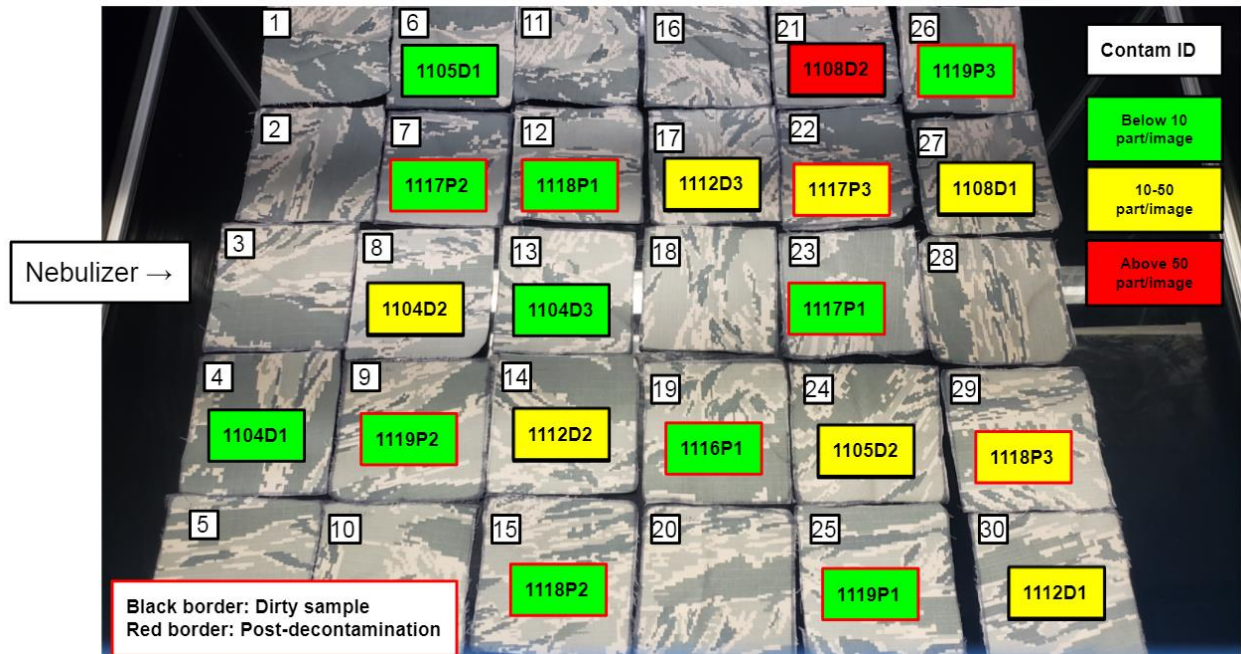 1
6
11
16
21
26
Contam ID
1105D1
1108D2
1119P3
Below 10
part/image
2
7
12
17
22
27
1117P2
1118P1
1112D3
1117P3
1108D1
10-50
part/image
3
8
13
18
23
28
Nebulizer →
1104D2
1104D3
1117P1
Above 50
part/image
4
9
14
19
24
29
1104D1
1119P2
1112D2
1116P1
1105D2
1118P3
5
10
15
20
25
30
1118P2
1119P1
1112D1
Black border: Dirty sample
Red border: Post-decontamination